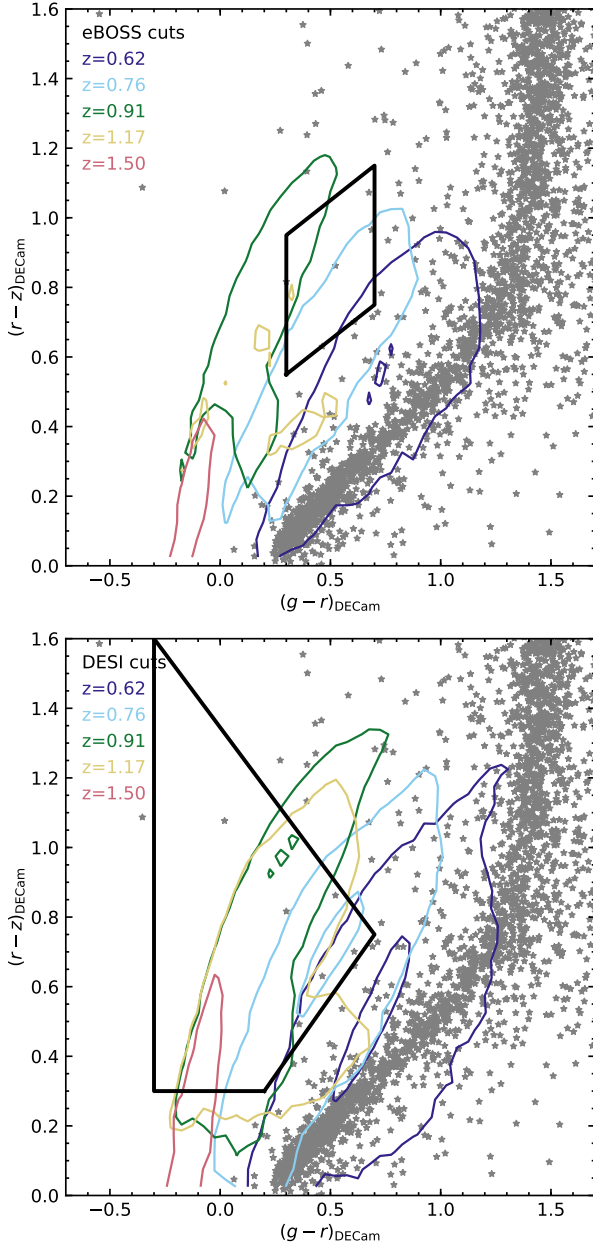 1.6
1.4
1.2
1.0
0.8
0.6
0.4
0.2
0.0
(r − z)DECam
eBOSS cuts
z=0.62
z=0.76
z=0.91
z=1.17
z=1.50
−0.5 0.0 0.5 1.0 1.5
(g − r)DECam
1.6
1.4
1.2
1.0
0.8
0.6
0.4
0.2
0.0
(r − z)DECam
DESI cuts
z=0.62
z=0.76
z=0.91
z=1.17
z=1.50
−0.5 0.0 0.5 1.0 1.5
(g − r)DECam